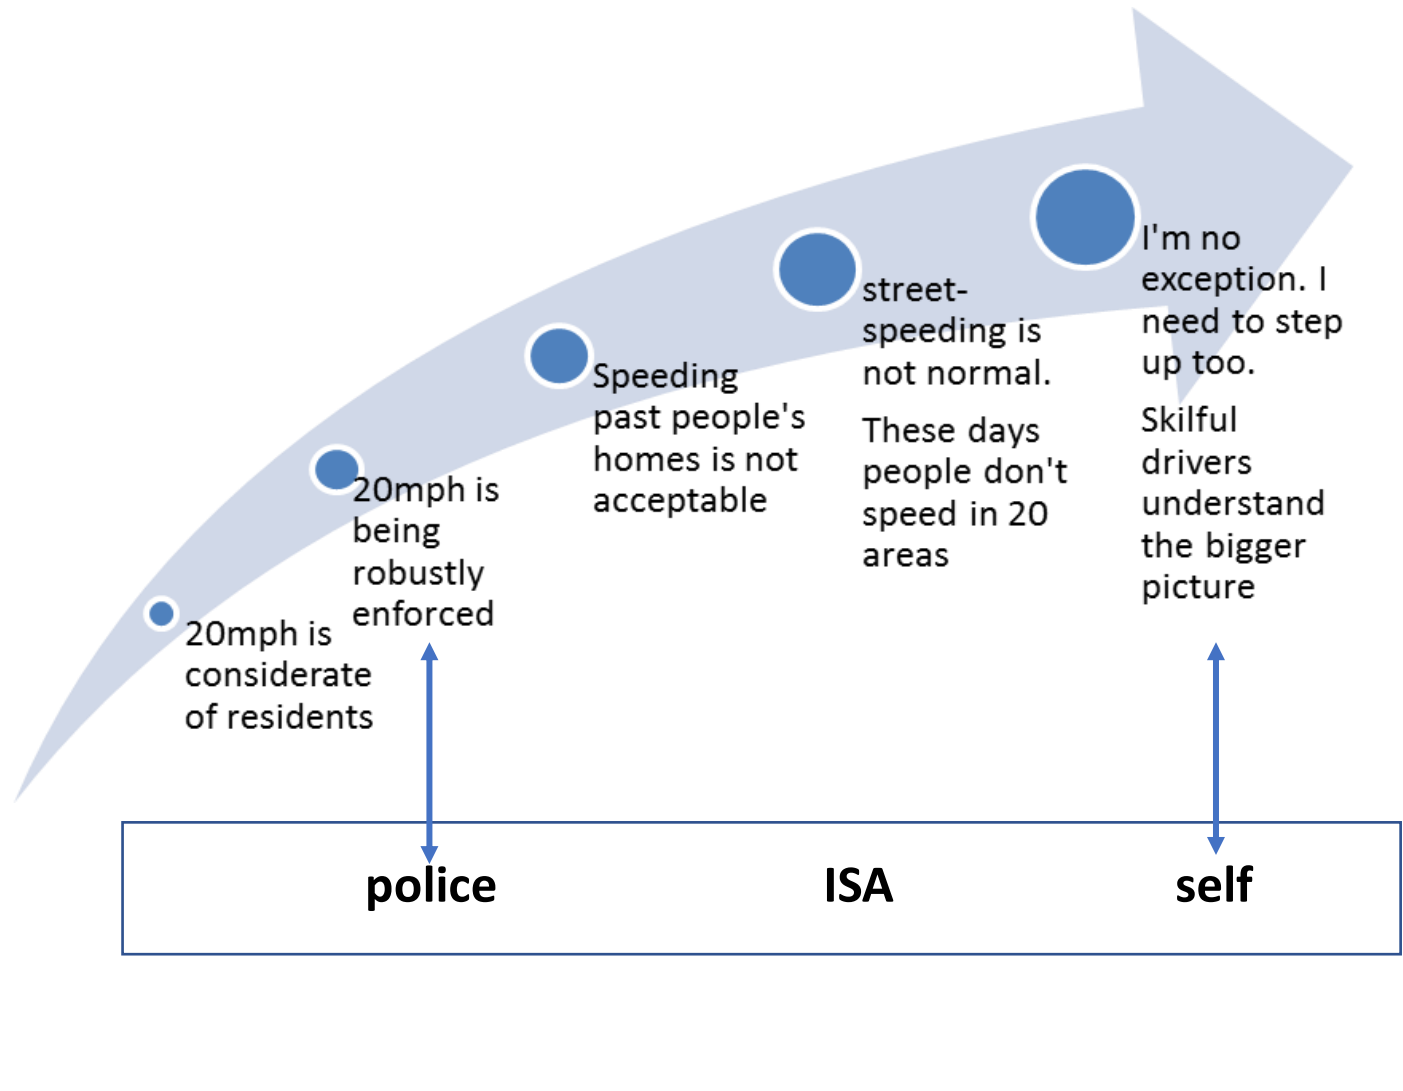 20mph is
considerate
of residents
20mph is
being
robustly
enforced
Speeding
past people's
homes is not
acceptable
street-
speeding is
not normal.
These days
people don't
speed in 20
areas
I'm no
exception. I
need to step
up too.
Skilful
drivers
understand
the bigger
picture
police
ISA
self